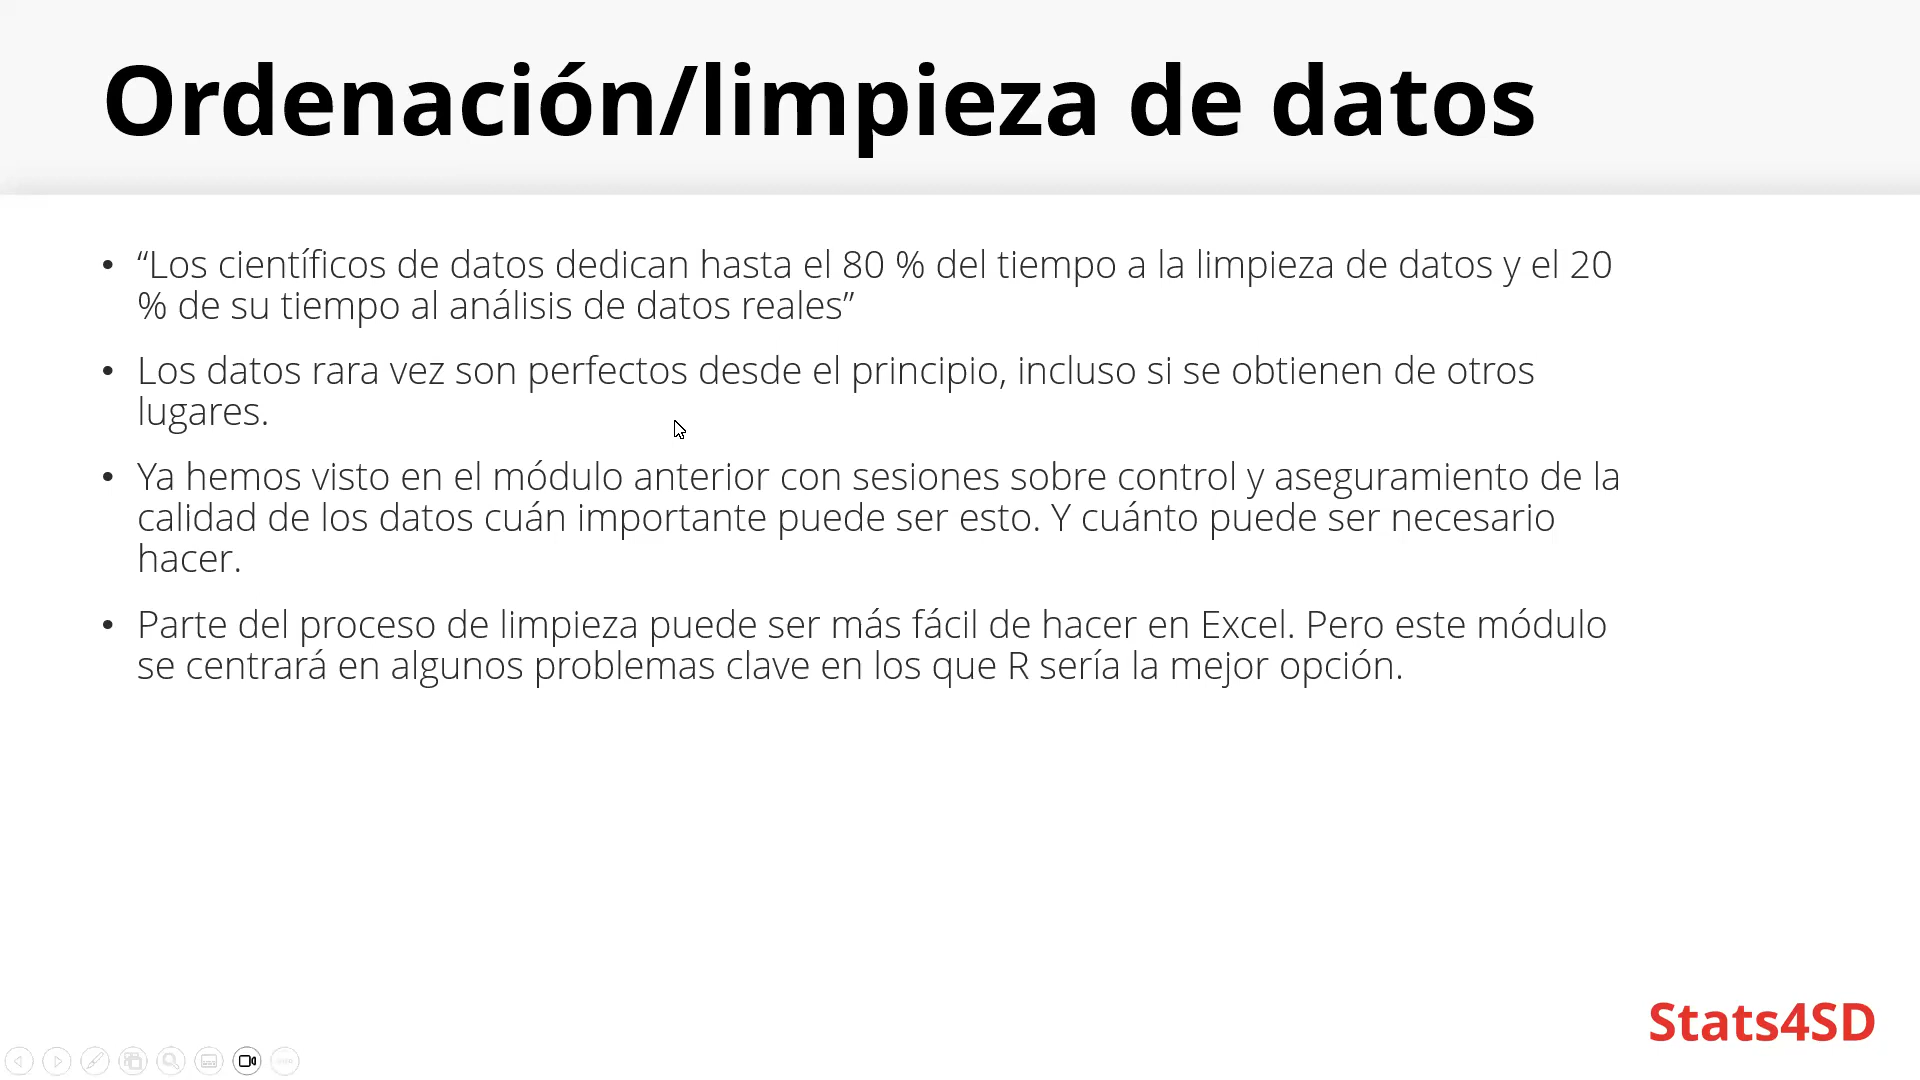 Ordenación/limpieza de datos
• “Los científicos de datos dedican hasta el 80 % del tiempo a la limpieza de datos y el 20
% de su tiempo al análisis de datos reales”
• Los datos rara vez son perfectos desde el principio, incluso si se obtienen de otros
lugares.
• Ya hemos visto en el módulo anterior con sesiones sobre control y aseguramiento de la
calidad de los datos cuán importante puede ser esto. Y cuánto puede ser necesario
hacer.
• Parte del proceso de limpieza puede ser más fácil de hacer en Excel. Pero este módulo
se centrará en algunos problemas clave en los que R sería la mejor opción.
Stats4SD